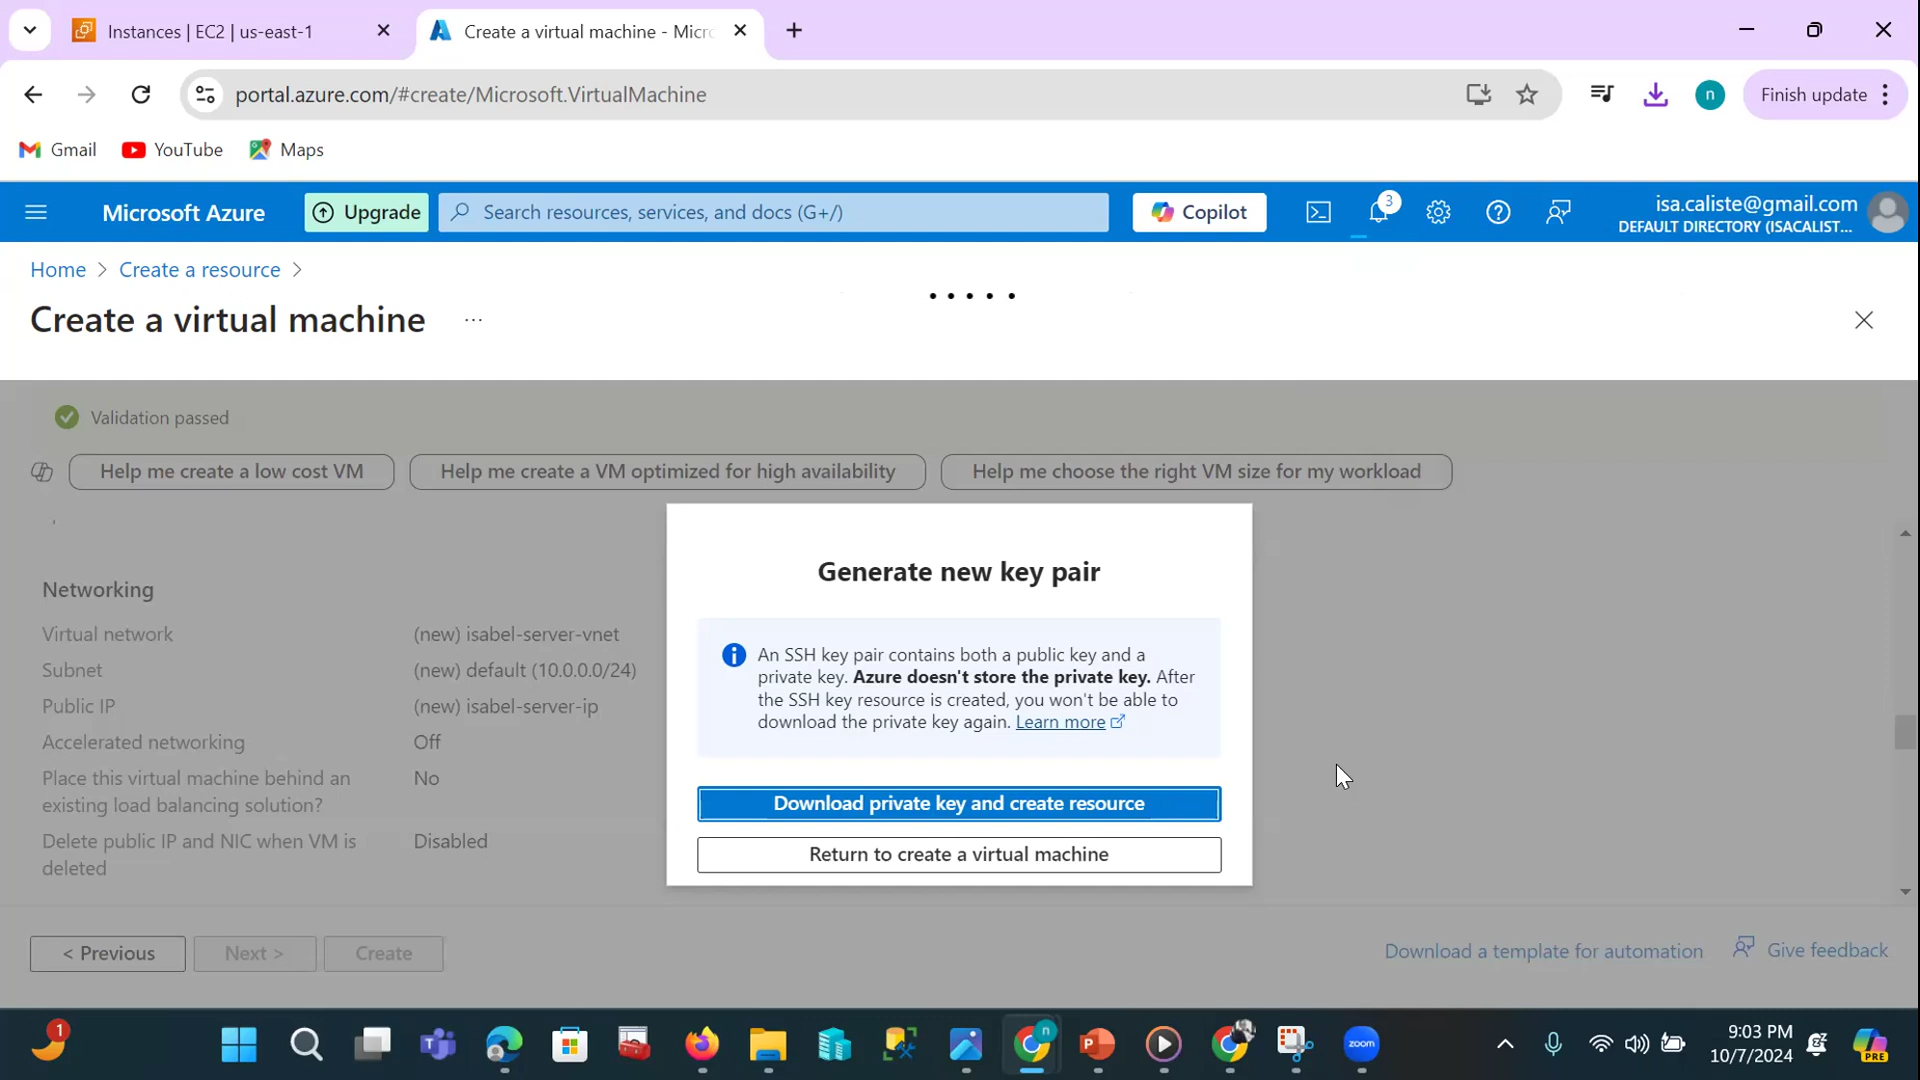 Instances | EC2 | us-east-1
Create a virtual machine - Micr
portal.azure.com/#create/Microsoft.VirtualMachine
n
Finish update
Gmail
YouTube
Maps
Microsoft Azure
Upgrade
Search resources, services, and docs (G+/)
Copilot
3
isa.caliste@gmail.com
DEFAULT DIRECTORY (ISACALIST...
Home
Create a resource
Create a virtual machine
...
Validation passed
Help me create a low cost VM
Help me create a VM optimized for high availability
Help me choose the right VM size for my workload
Networking
Virtual network
(new) isabel-server-vnet
Subnet
(new) default (10.0.0.0/24)
Public IP
(new) isabel-server-ip
Accelerated networking
Off
Place this virtual machine behind an
existing load balancing solution?
No
Delete public IP and NIC when VM is
deleted
Disabled
Generate new key pair
An SSH key pair contains both a public key and a
private key. Azure doesn't store the private key. After
the SSH key resource is created, you won't be able to
download the private key again. Learn more
Download private key and create resource
Return to create a virtual machine
< Previous
Next >
Create
Download a template for automation
Give feedback
1
n
zoom
9:03 PM
10/7/2024
PRE